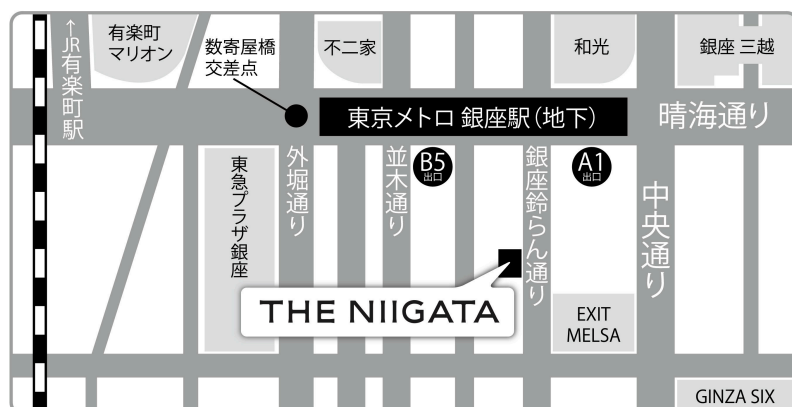 ↑JR有楽町駅
有楽町
マリオン
数寄屋橋
交差点
不二家
和光
銀座 三越
東京メトロ 銀座駅(地下)
晴海通り
東急プラザ銀座
外堀通り
並木通り
B5
出口
銀座鈴らん通り
A1
出口
中央通り
THE NIIGATA
EXIT
MELSA
GINZA SIX